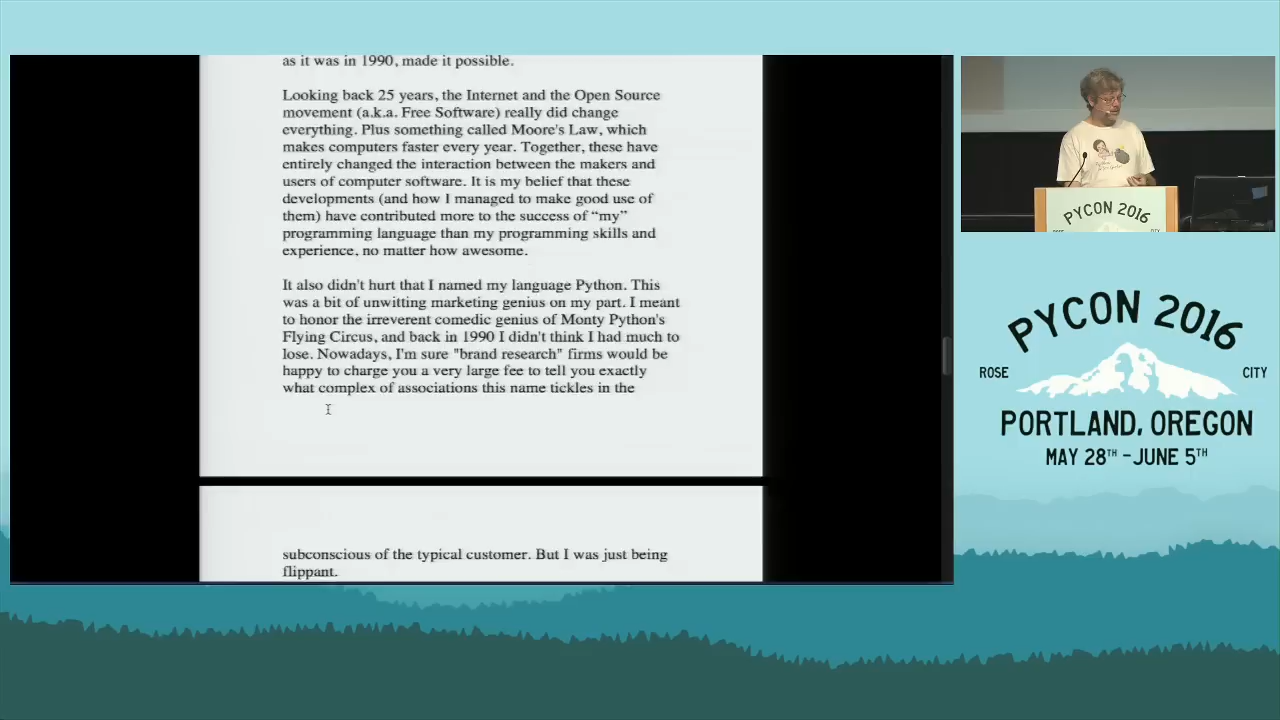 as it was in 1990, made it possible.
Looking back 25 years, the Internet and the Open Source
movement (a.k.a. Free Software) really did change
everything. Plus something called Moore's Law, which
makes computers faster every year. Together, these have
entirely changed the interaction between the makers and
users of computer software. It is my belief that these
developments (and how I managed to make good use of
them) have contributed more to the success of “my”
programming language than my programming skills and
experience, no matter how awesome.
It also didn't hurt that I named my language Python. This
was a bit of unwitting marketing genius on my part. I meant
to honor the irreverent comedic genius of Monty Python's
Flying Circus, and back in 1990 I didn't think I had much to
lose. Nowadays, I'm sure "brand research" firms would be
happy to charge you a very large fee to tell you exactly
what complex of associations this name tickles in the
subconscious of the typical customer. But I was just being
flippant.
PYCON 2016
PYCON 2016
ROSE CITY
PORTLAND, OREGON
MAY 28TH - JUNE 5TH